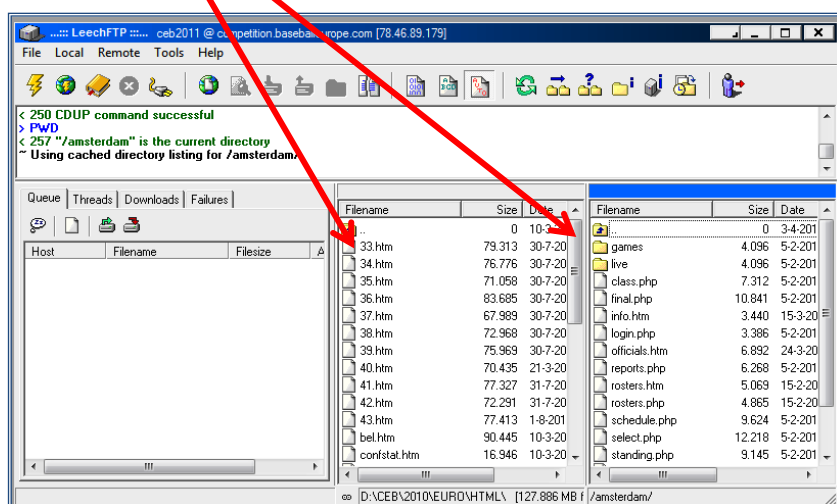 ...::: LeechFTP :::... ceb2011 @ competition.baseballeurope.com [78.46.89.179]
File Local Remote Tools Help
< 250 CDUP command successful
> PWD
< 257 "/amsterdam" is the current directory
~ Using cached directory listing for /amsterdam/
Queue Threads Downloads Failures
Host Filename Filesize A
Filename Size Date
.. 0 10-3
33.htm 79.313 30-7-20
34.htm 76.776 30-7-20
35.htm 71.058 30-7-20
36.htm 83.685 30-7-20
37.htm 67.989 30-7-20
38.htm 72.968 30-7-20
39.htm 75.969 30-7-20
40.htm 70.435 21-3-20
41.htm 77.327 31-7-20
42.htm 72.291 31-7-20
43.htm 77.413 1-8-201
bel.htm 90.445 10-3-20
confstat.htm 16.946 10-3-20
Filename Size Date
.. 0 3-4-201
games 4.096 5-2-201
live 4.096 5-2-201
class.php 7.312 5-2-201
final.php 10.841 5-2-201
info.htm 3.440 15-3-20
login.php 3.386 5-2-201
officials.htm 6.892 24-3-20
reports.php 6.268 5-2-201
rosters.htm 5.069 15-2-20
rosters.php 4.865 15-2-20
schedule.php 9.624 5-2-201
select.php 12.218 5-2-201
standing.php 9.145 5-2-201
D:\CEB\2010\EURO\HTML\ [127.886 MB f
/amsterdam/